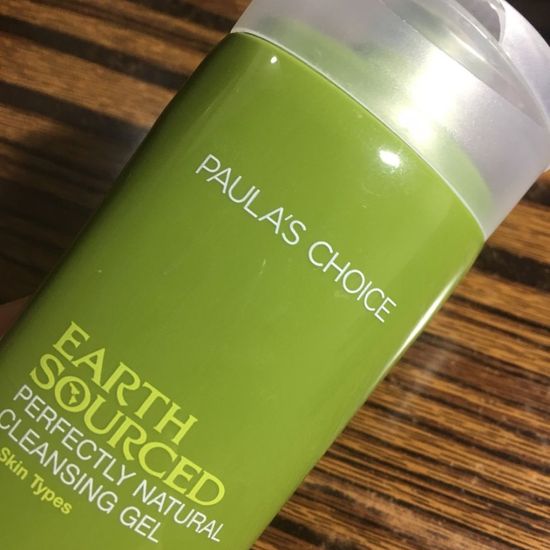 PAULA'S CHOICE
EARTH
SOURCED
PERFECTLY NATURAL
CLEANSING GEL
Skin Types